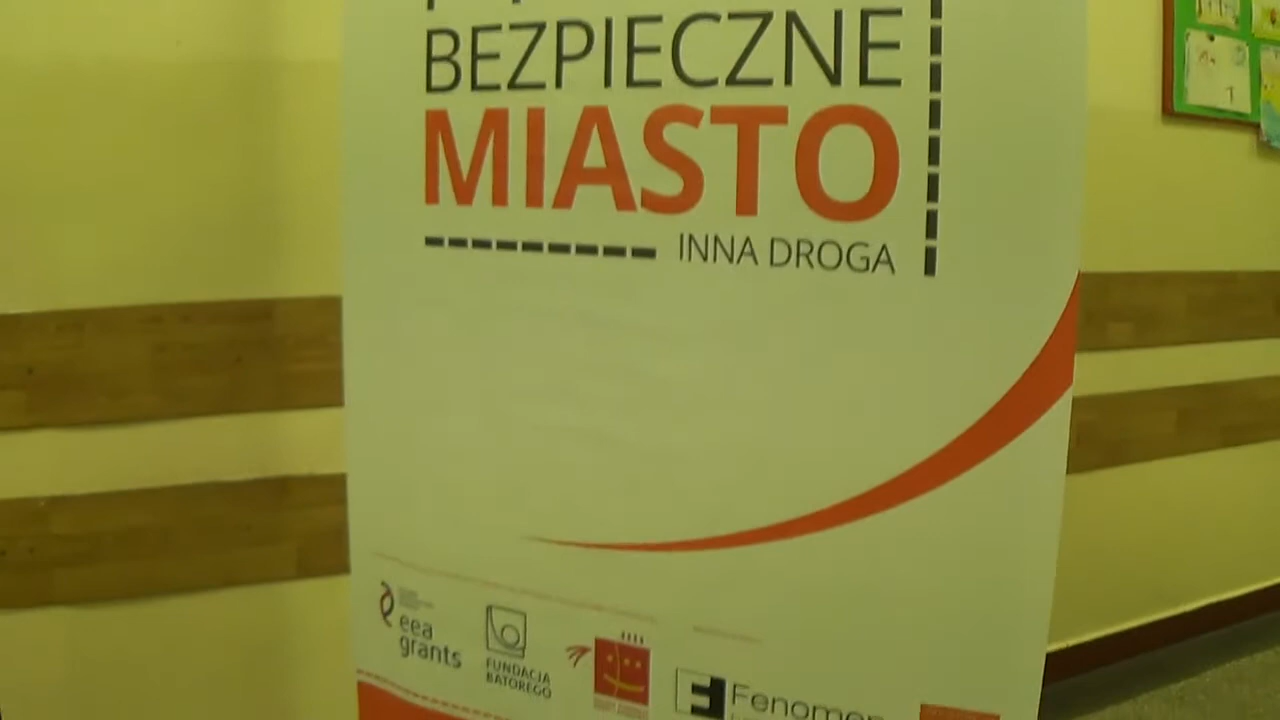 BEZPIECZNE
MIASTO
INNA DROGA
eea
grants
FUNDACJA
BATOREGO
Fenomen